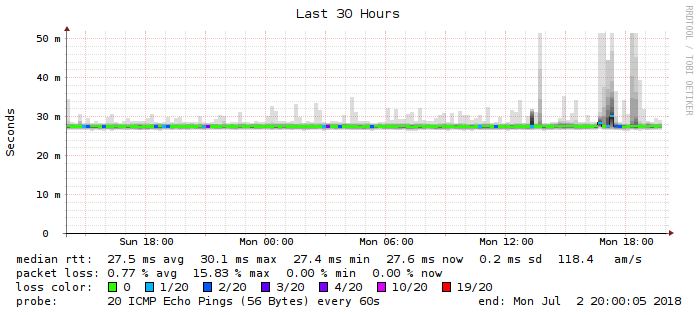 Last 30 Hours
RRDTOOL / TOBI OETIKER
Seconds
50 m
40 m
30 m
20 m
10 m
0
Sun 18:00 Mon 00:00 Mon 06:00 Mon 12:00 Mon 18:00
median rtt: 27.5 ms avg 30.1 ms max 27.4 ms min 27.6 ms now 0.2 ms sd 118.4 am/s
packet loss: 0.77 % avg 15.83 % max 0.00 % min 0.00 % now
loss color: 0 1/20 2/20 3/20 4/20 10/20 19/20
probe: 20 ICMP Echo Pings (56 Bytes) every 60s end: Mon Jul 2 20:00:05 2018